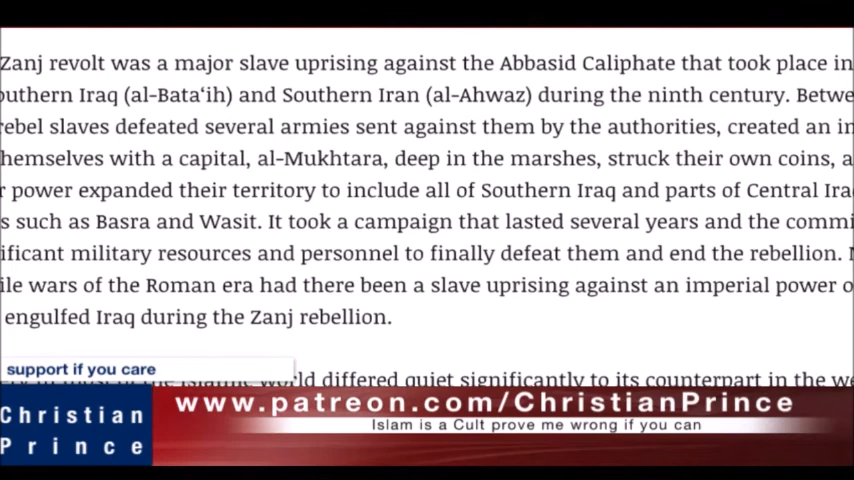 Zanj revolt was a major slave uprising against the Abbasid Caliphate that took place in
outhern Iraq (al-Bata‘ih) and Southern Iran (al-Ahwaz) during the ninth century. Betwe
rebel slaves defeated several armies sent against them by the authorities, created an in
hemselves with a capital, al-Mukhtara, deep in the marshes, struck their own coins, a
r power expanded their territory to include all of Southern Iraq and parts of Central Ira
s such as Basra and Wasit. It took a campaign that lasted several years and the commi
ificant military resources and personnel to finally defeat them and end the rebellion.
ile wars of the Roman era had there been a slave uprising against an imperial power o
engulfed Iraq during the Zanj rebellion.
support if you care
the Islamic world differed quiet significantly to its counterpart in the we
Christian
Prince
www.patreon.com/ChristianPrince
Islam is a Cult prove me wrong if you can